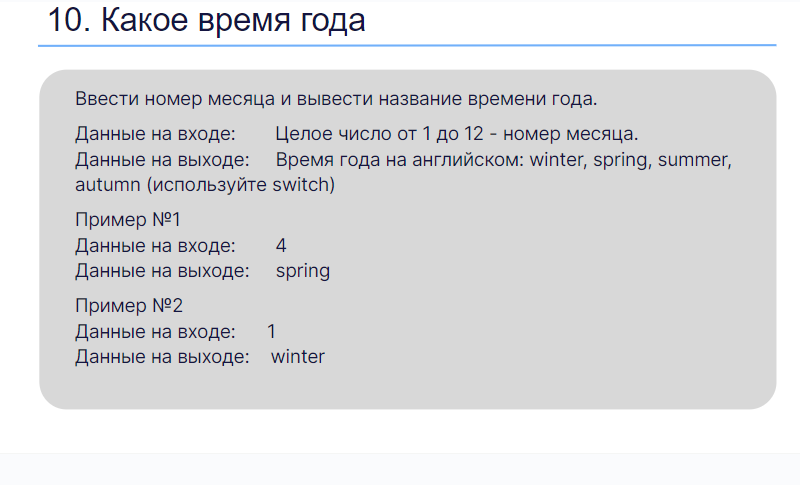 10. Какое время года
Ввести номер месяца и вывести название времени года.
Данные на входе: Целое число от 1 до 12 - номер месяца.
Данные на выходе: Время года на английском: winter, spring, summer,
autumn (используйте switch)
Пример №1
Данные на входе: 4
Данные на выходе: spring
Пример №2
Данные на входе: 1
Данные на выходе: winter